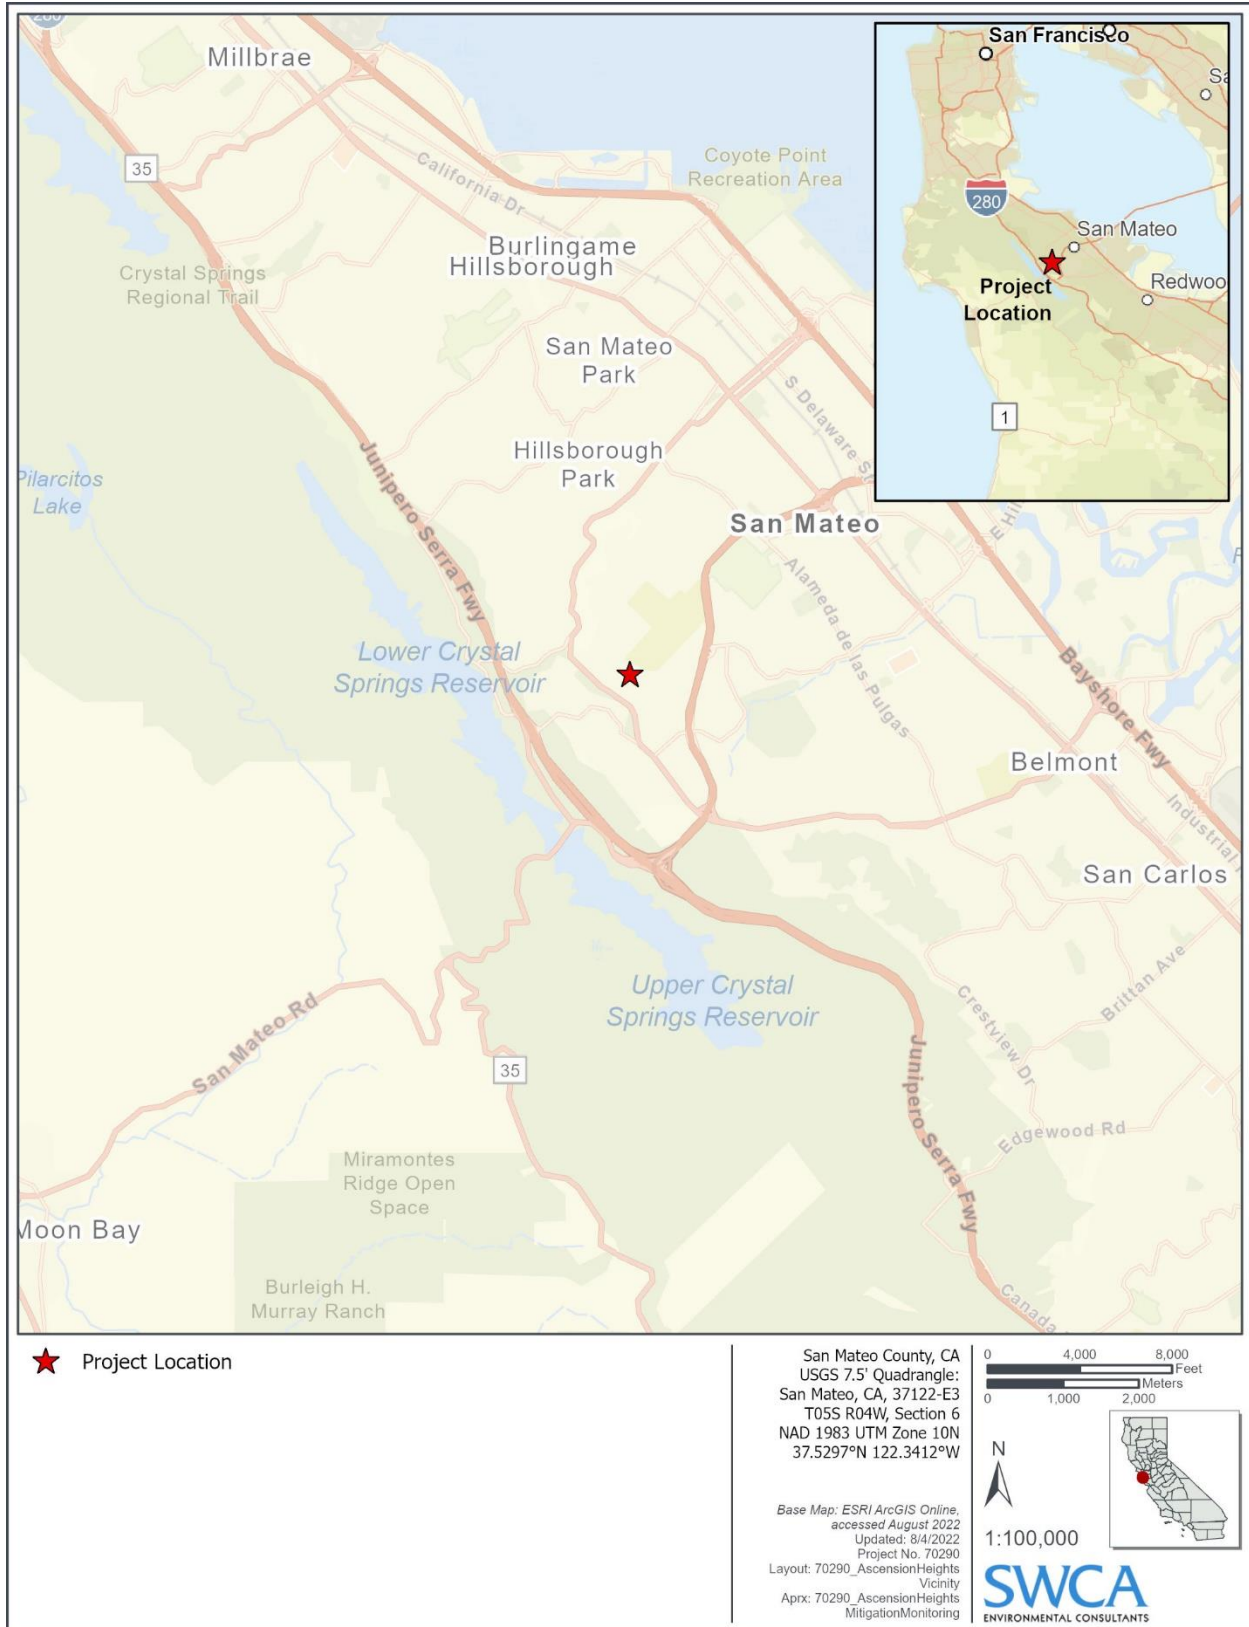 280
Millbrae
35
California Dr
Coyote Point
Recreation Area
Burlingame
Hillsborough
Crystal Springs
Regional Trail
San Mateo
Park
S Delaware St
Hillsborough
Park
Junipero Serra Fwy
Pilarcitos
Lake
San Mateo
E Hil
Alameda de las Pulgas
Lower Crystal
Springs Reservoir
Bayshore Fwy
Belmont
Industrial
San Carlos
Upper Crystal
Springs Reservoir
Brittan Ave
Crestview Dr
San Mateo Rd
35
Junipero Serra Fwy
Edgewood Rd
Miramontes
Ridge Open
Space
Moon Bay
Burleigh H.
Murray Ranch
Canada
San Francisco
Sa
280
San Mateo
Redwoo
Project
Location
1
Project Location
San Mateo County, CA
USGS 7.5' Quadrangle:
San Mateo, CA, 37122-E3
T05S R04W, Section 6
NAD 1983 UTM Zone 10N
37.5297°N 122.3412°W
Base Map: ESRI ArcGIS Online,
accessed August 2022
Updated: 8/4/2022
Project No. 70290
Layout: 70290_AscensionHeights
Vicinity
Aprx: 70290_AscensionHeights
MitigationMonitoring
0 4,000 8,000
Feet
Meters
0 1,000 2,000
N
1:100,000
SWCA
ENVIRONMENTAL CONSULTANTS